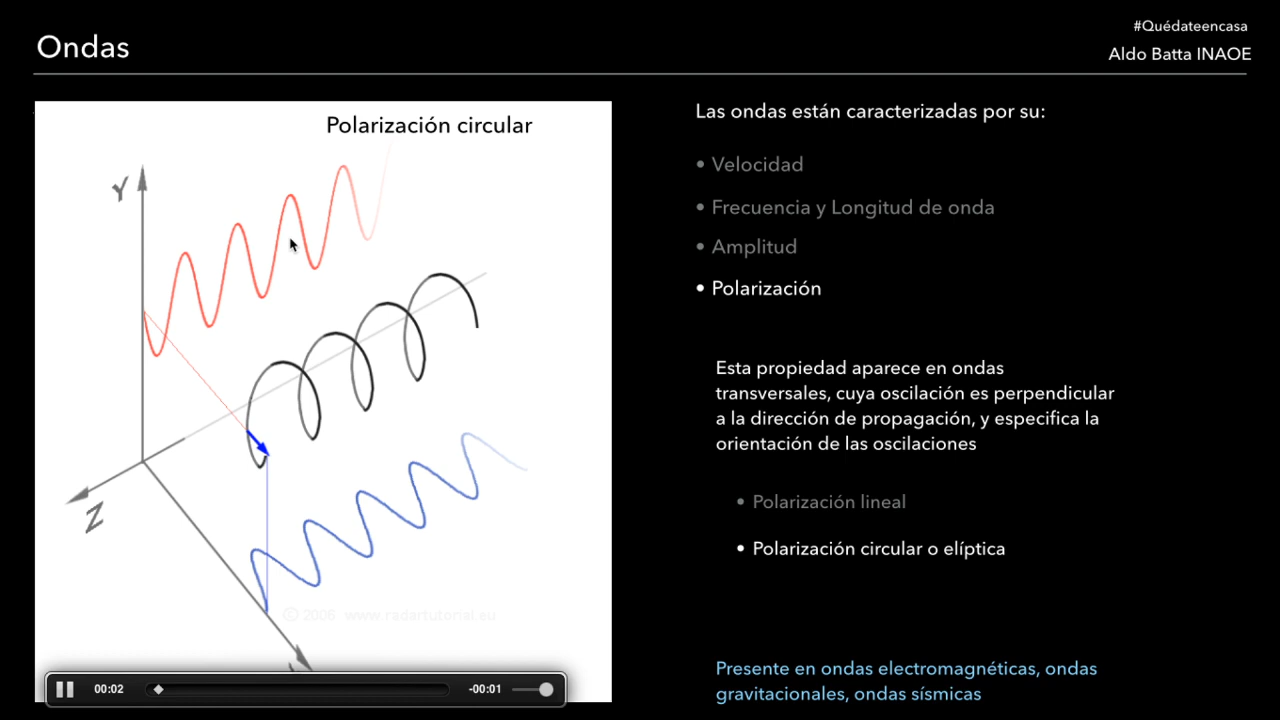 Ondas
#Quédateencasa
Aldo Batta INAOE
Polarización circular
Y
Z
© 2006 www.radartutorial.eu
00:02
-00:01
Las ondas están caracterizadas por su:
• Velocidad
• Frecuencia y Longitud de onda
• Amplitud
• Polarización
Esta propiedad aparece en ondas
transversales, cuya oscilación es perpendicular
a la dirección de propagación, y especifica la
orientación de las oscilaciones
• Polarización lineal
• Polarización circular o elíptica
Presente en ondas electromagnéticas, ondas
gravitacionales, ondas sísmicas